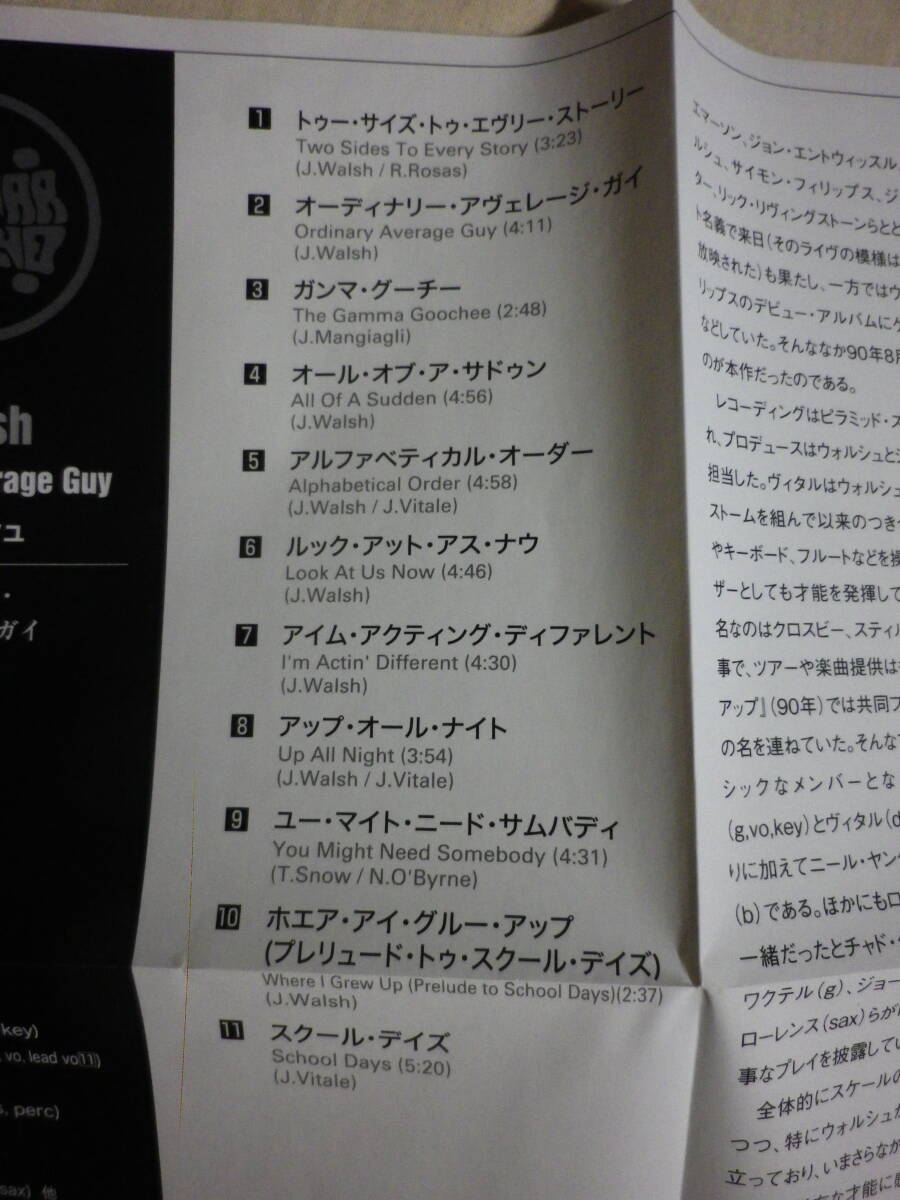 sh
rage Guy
ュ
・
ガイ
key)
vo, lead vo11)
s, perc)
sax) 他
1 トゥー・サイズ・トゥ・エヴリー・ストーリー
Two Sides To Every Story (3:23)
(J.Walsh / R.Rosas)
2 オーディナリー・アヴェレージ・ガイ
Ordinary Average Guy (4:11)
(J.Walsh)
3 ガンマ・グーチー
The Gamma Goochee (2:48)
(J.Mangiagli)
4 オール・オブ・ア・サドゥン
All Of A Sudden (4:56)
(J.Walsh)
5 アルファベティカル・オーダー
Alphabetical Order (4:58)
(J.Walsh / J.Vitale)
6 ルック・アット・アス・ナウ
Look At Us Now (4:46)
(J.Walsh)
7 アイム・アクティング・ディファレント
I'm Actin' Different (4:30)
(J.Walsh)
8 アップ・オール・ナイト
Up All Night (3:54)
(J.Walsh / J.Vitale)
9 ユー・マイト・ニード・サムバディ
You Might Need Somebody (4:31)
(T.Snow / N.O'Byrne)
10 ホエア・アイ・グルー・アップ
(プレリュード・トゥ・スクール・デイズ)
Where I Grew Up (Prelude to School Days)(2:37)
(J.Walsh)
11 スクール・デイズ
School Days (5:20)
(J.Vitale)
エマーソン、ジョン・エントウィッスル、
ルシュ、サイモン・フィリップス、ジ
ター、リック・リヴィングストーンらとと
ト名義で来日(そのライヴの模様は
放映された)も果たし、一方ではウ
リップスのデビュー・アルバムにゲ
などしていた。そんななか90年8月
のが本作だったのである。
レコーディングはピラミッド・ス
れ、プロデュースはウォルシュとジ
担当した。ヴィタルはウォルシュ
ストームを組んで以来のつき
やキーボード、フルートなどを操
ザーとしても才能を発揮して
名なのはクロスビー、スティル
事で、ツアーや楽曲提供は
アップ』(90年)では共同プ
の名を連ねていた。そんな
シックなメンバーとな
(g,vo,key)とヴィタル(d
りに加えてニール・ヤン
(b)である。ほかにもロ
一緒だったとチャド・
ワクテル(g)、ジョー
ローレンス(sax)らが
事なプレイを披露してい
全体的にスケールの
つつ、特にウォルシュが
立っており、いまさらなが
な才能に